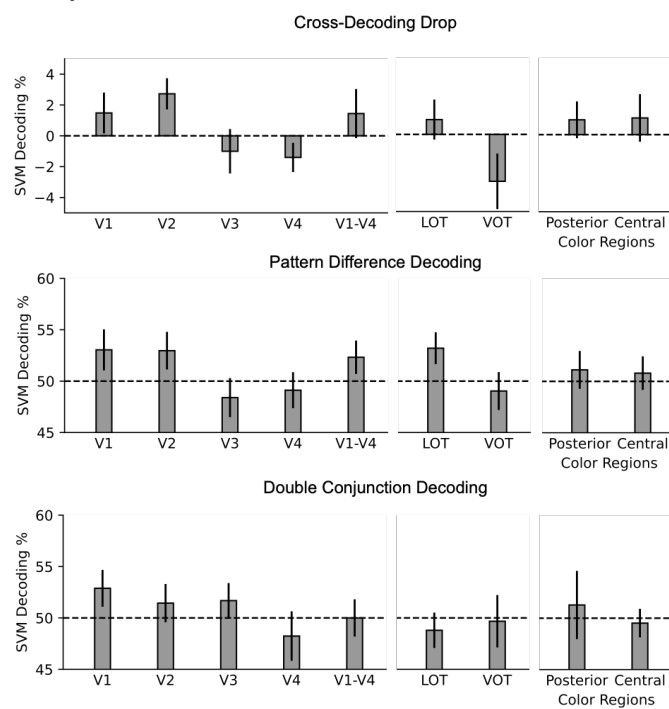 Cross-Decoding Drop
SVM Decoding %
4
2
0
−2
−4
V1 V2 V3 V4 V1-V4 LOT VOT Posterior Central
Color Regions
Pattern Difference Decoding
SVM Decoding %
60
55
50
45
V1 V2 V3 V4 V1-V4 LOT VOT Posterior Central
Color Regions
Double Conjunction Decoding
SVM Decoding %
60
55
50
45
V1 V2 V3 V4 V1-V4 LOT VOT Posterior Central
Color Regions